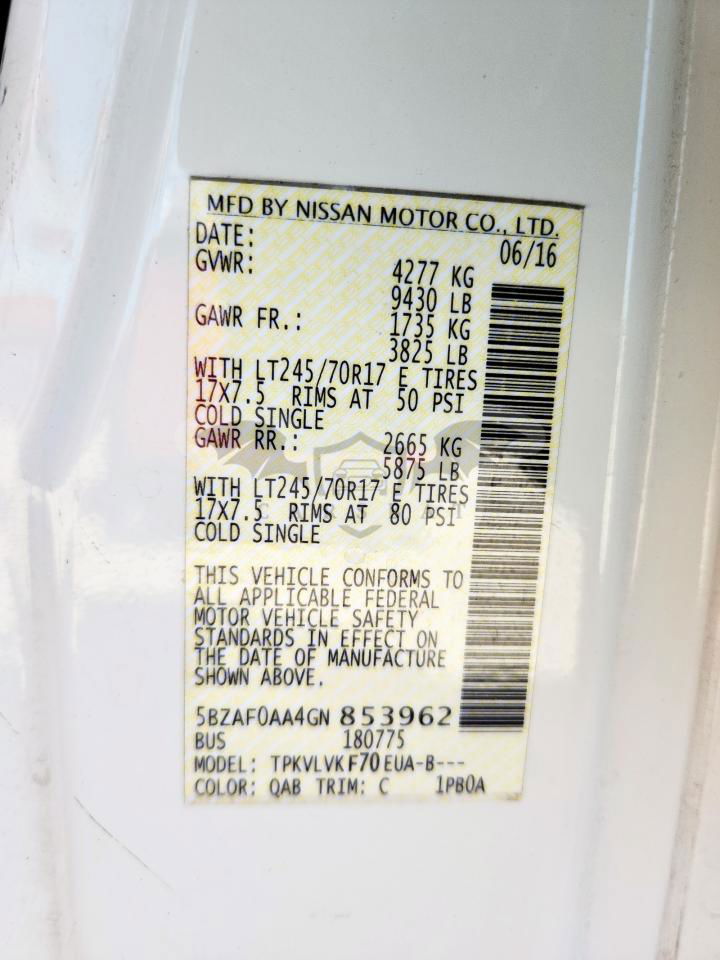 MFD BY NISSAN MOTOR CO., LTD.
DATE: 06/16
GVWR: 4277 KG
9430 LB
GAWR FR.: 1735 KG
3825 LB
WITH LT245/70R17 E TIRES
17X7.5 RIMS AT 50 PSI
COLD SINGLE
GAWR RR.: 2665 KG
5875 LB
WITH LT245/70R17 E TIRES
17X7.5 RIMS AT 80 PSI
COLD SINGLE
THIS VEHICLE CONFORMS TO
ALL APPLICABLE FEDERAL
MOTOR VEHICLE SAFETY
STANDARDS IN EFFECT ON
THE DATE OF MANUFACTURE
SHOWN ABOVE.
5BZAF0AA4GN 853962
BUS 180775
MODEL: TPKVLVKF70EUA-B---
COLOR: QAB TRIM: C 1PB0A